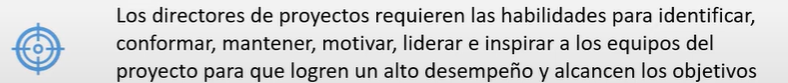 Los directores de proyectos requieren las habilidades para identificar,
conformar, mantener, motivar, liderar e inspirar a los equipos del
proyecto para que logren un alto desempeño y alcancen los objetivos